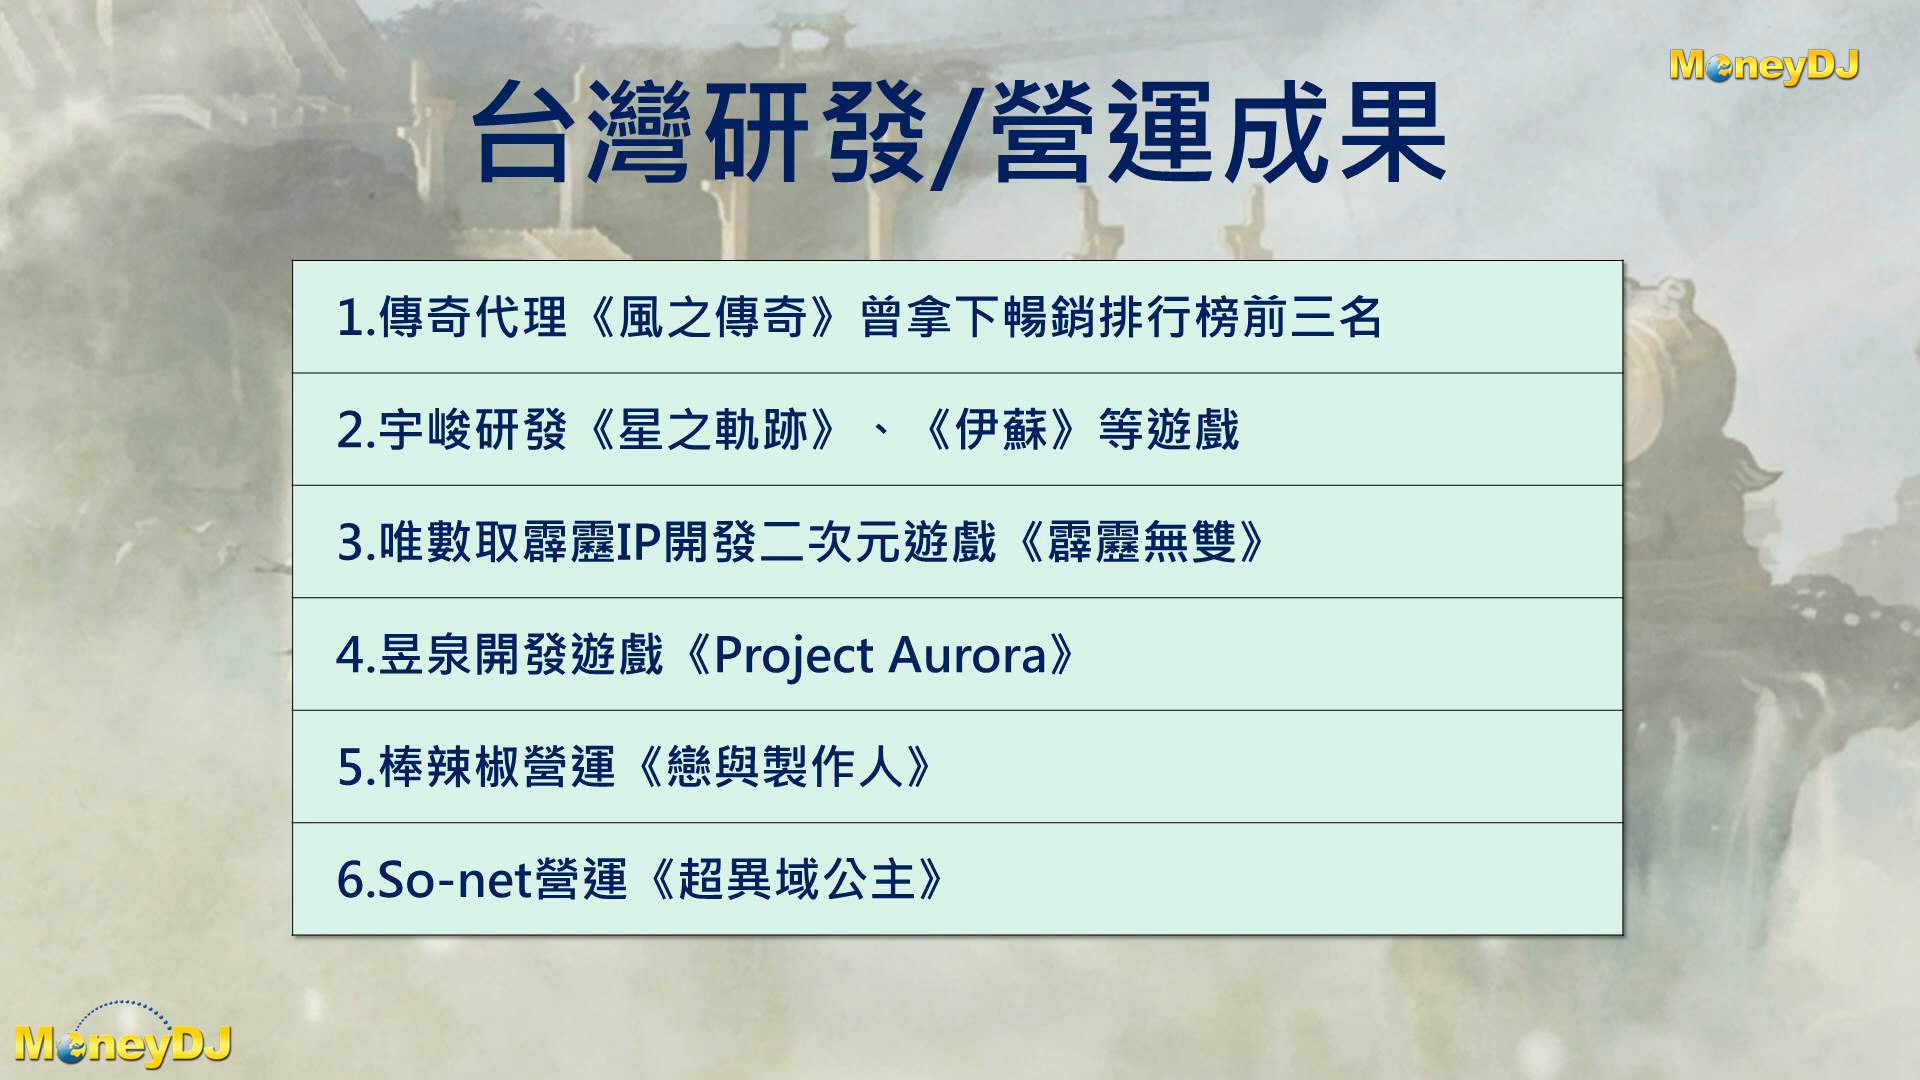 台灣研發/營運成果
MoneyDJ
1.傳奇代理《風之傳奇》曾拿下暢銷排行榜前三名
2.宇峻研發《星之軌跡》、《伊蘇》等遊戲
3.唯數取霹靂IP開發二次元遊戲《霹靂無雙》
4.昱泉開發遊戲《Project Aurora》
5.棒辣椒營運《戀與製作人》
6.So-net營運《超異域公主》
MoneyDJ